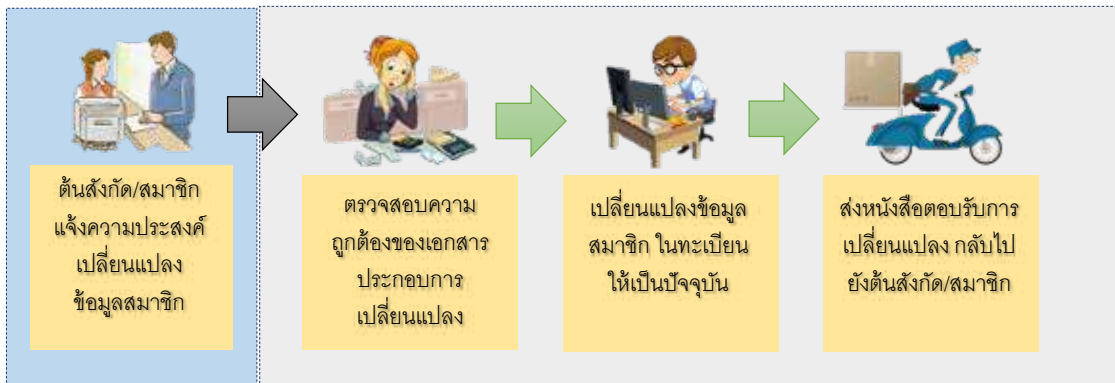 ต้นสังกัด/สมาชิก
แจ้งความประสงค์
เปลี่ยนแปลง
ข้อมูลสมาชิก
ตรวจสอบความ
ถูกต้องของเอกสาร
ประกอบการ
เปลี่ยนแปลง
เปลี่ยนแปลงข้อมูล
สมาชิก ในทะเบียน
ให้เป็นปัจจุบัน
ส่งหนังสือตอบรับการ
เปลี่ยนแปลง กลับไป
ยังต้นสังกัด/สมาชิก